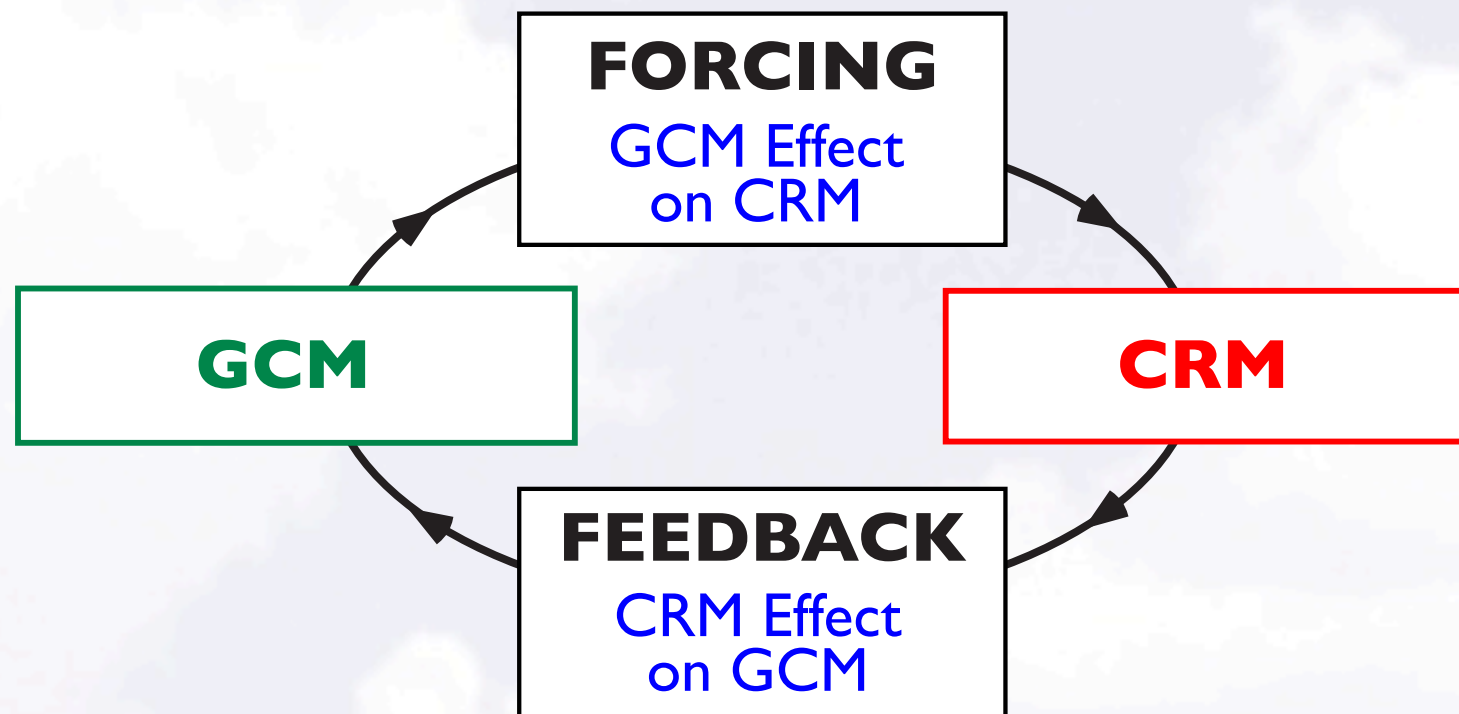 FORCING
GCM Effect
on CRM
GCM
CRM
FEEDBACK
CRM Effect
on GCM